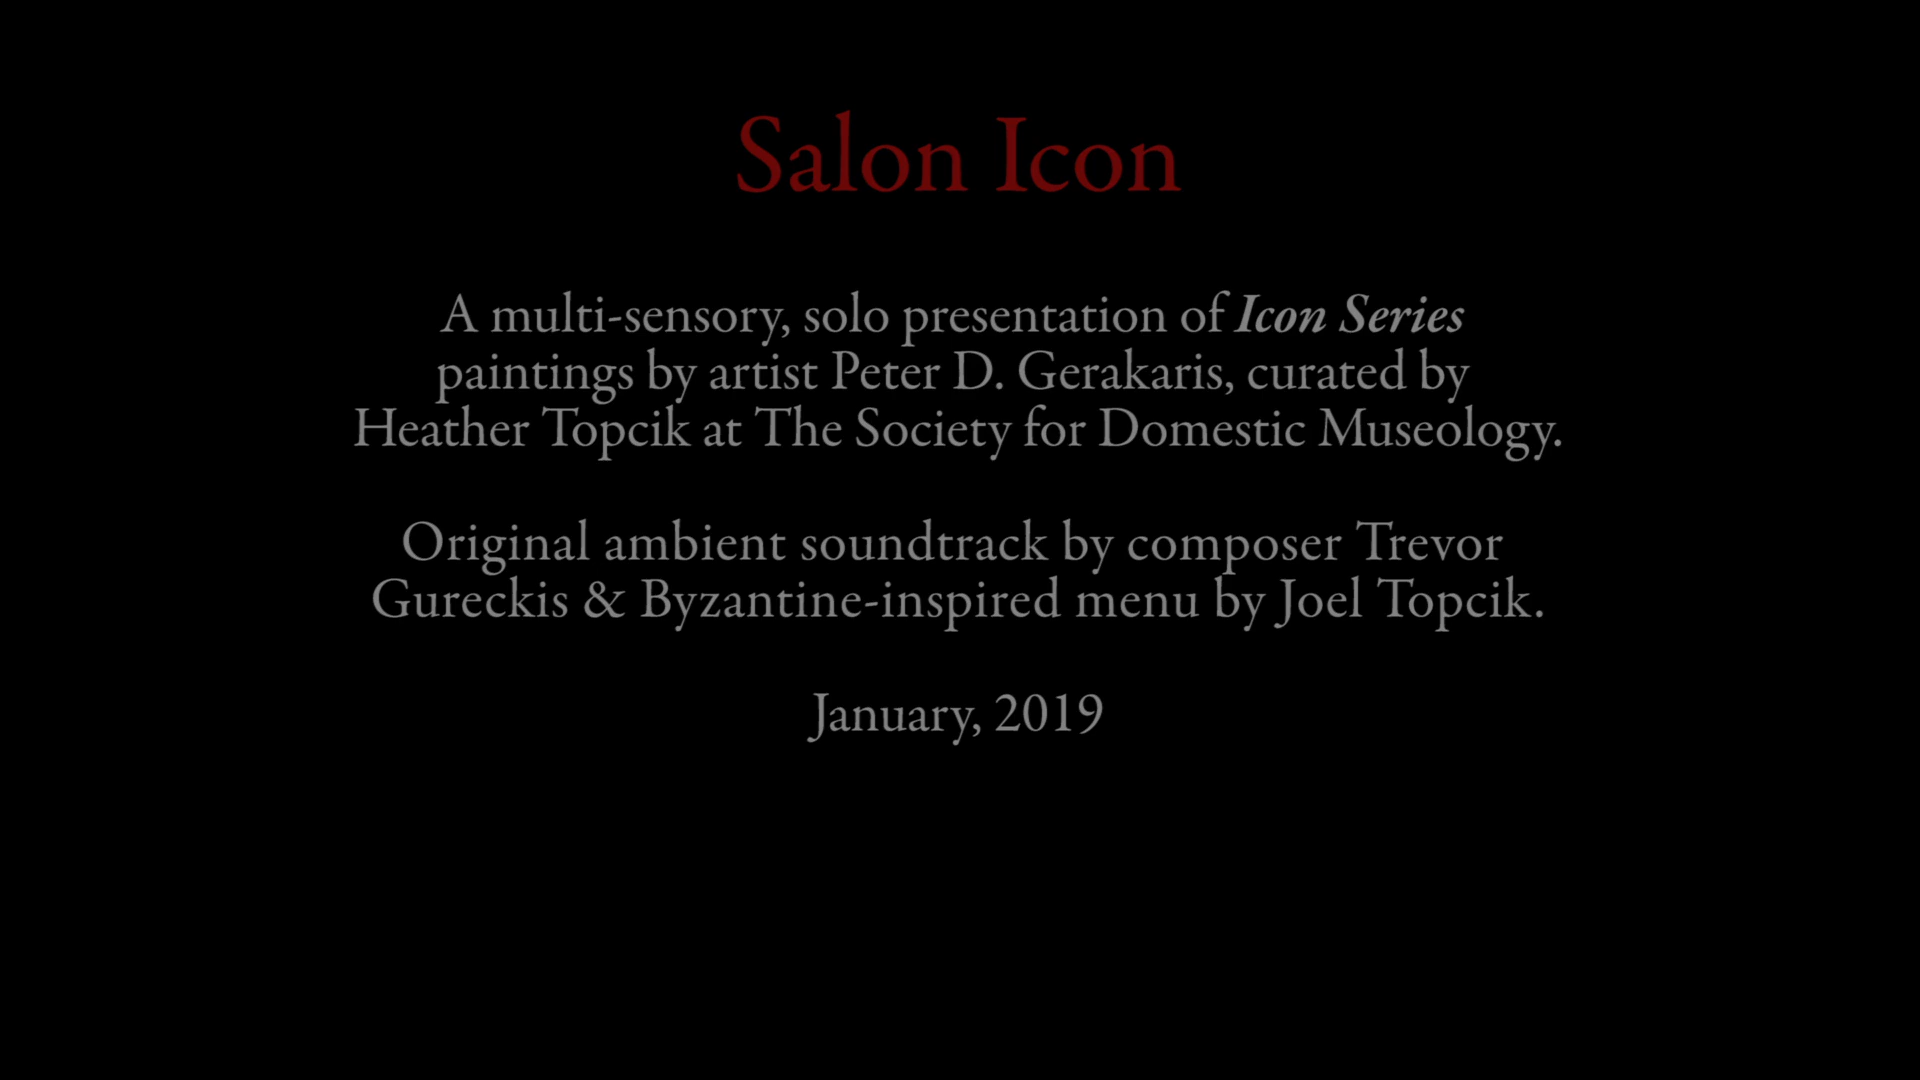 Salon Icon
A multi-sensory, solo presentation of Icon Series
paintings by artist Peter D. Gerakaris, curated by
Heather Topcik at The Society for Domestic Museology.
Original ambient soundtrack by composer Trevor
Gureckis & Byzantine-inspired menu by Joel Topcik.
January, 2019